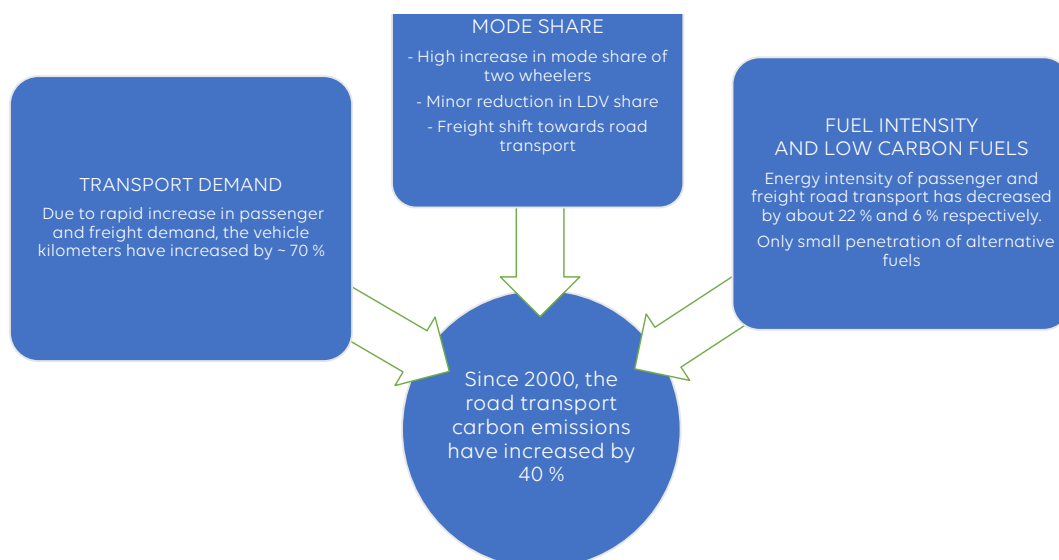 MODE SHARE
- High increase in mode share of
two wheelers
- Minor reduction in LDV share
- Freight shift towards road
transport
TRANSPORT DEMAND
Due to rapid increase in passenger
and freight demand, the vehicle
kilometers have increased by ~ 70 %
FUEL INTENSITY
AND LOW CARBON FUELS
Energy intensity of passenger and
freight road transport has decreased
by about 22 % and 6 % respectively.
Only small penetration of alternative
fuels
Since 2000, the
road transport
carbon emissions
have increased by
40 %